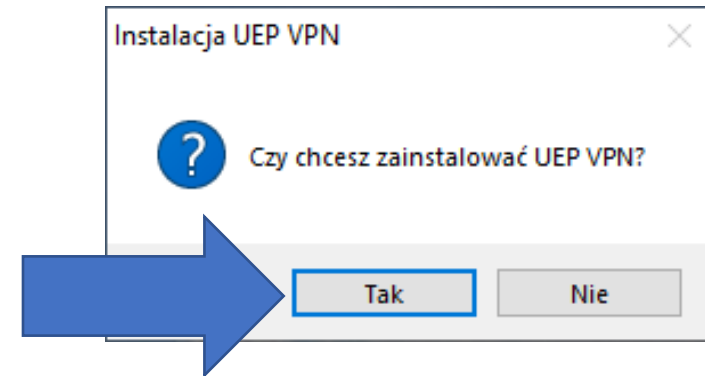 Instalacja UEP VPN
Czy chcesz zainstalować UEP VPN?
Tak
Nie